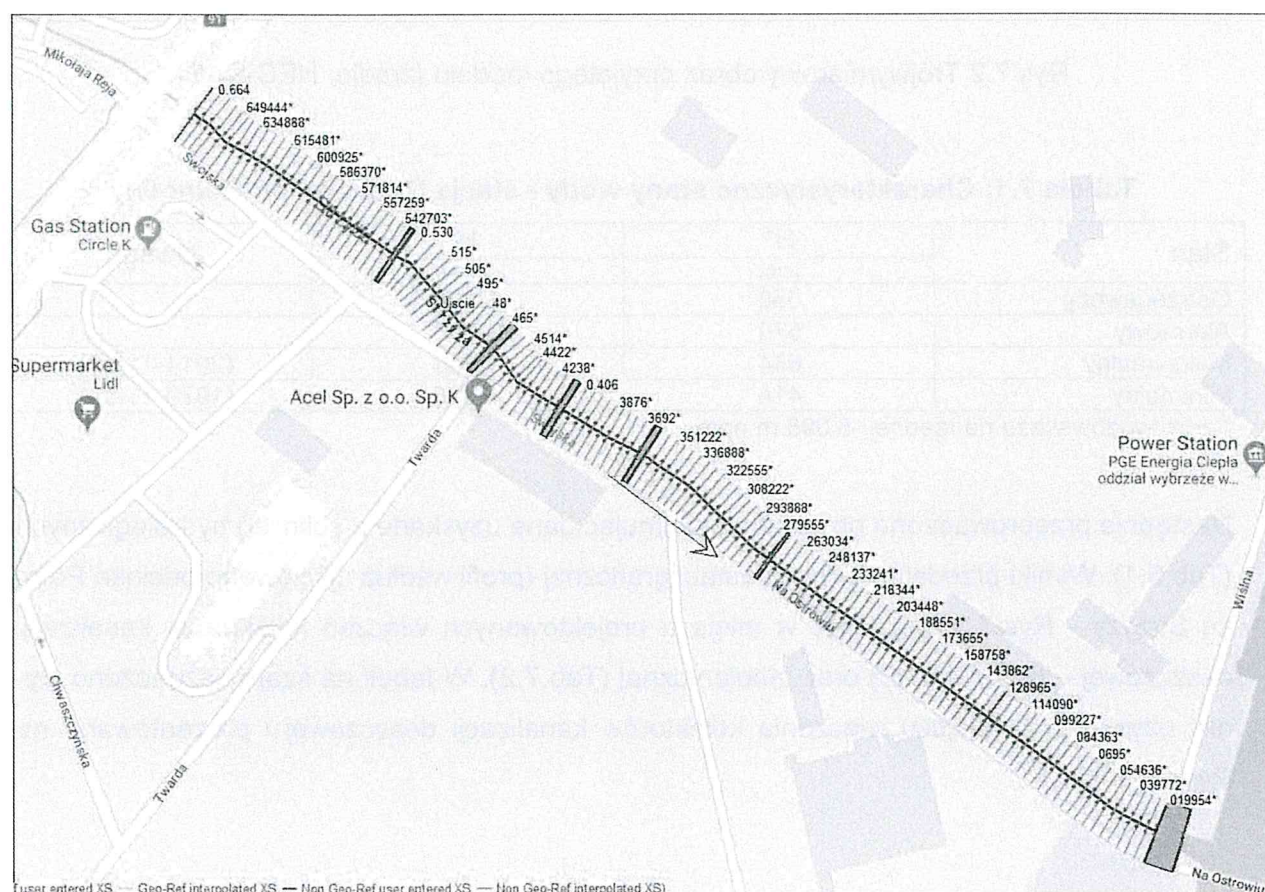 91
Mikołaja Reja
0.664
649444*
634888*
615481*
600925*
586370*
571814*
557259*
542703*
0.530
515*
505*
495*
48*
465*
4514*
4422*
4238*
0.406
3876*
3692*
351222*
336888*
322555*
308222*
293888*
279555*
263034*
248137*
233241*
218344*
203448*
188551*
173655*
158758*
143862*
128965*
114090*
099227*
084363*
0695*
054636*
039772*
019954*
Swojska
Gas Station
Circle K
Ujście
Supermarket
Lidl
Acel Sp. z o.o. Sp. K
Swojska
Twarda
Power Station
PGE Energia Ciepła
oddział wybrzeże w...
Na Ostrowiu
Wiślna
Chwaszczyńska
Twarda
Na Ostrowiu
user entered XS — Geo-Ref interpolated XS — Non Geo-Ref user entered XS — Non Geo-Ref interpolated XS)